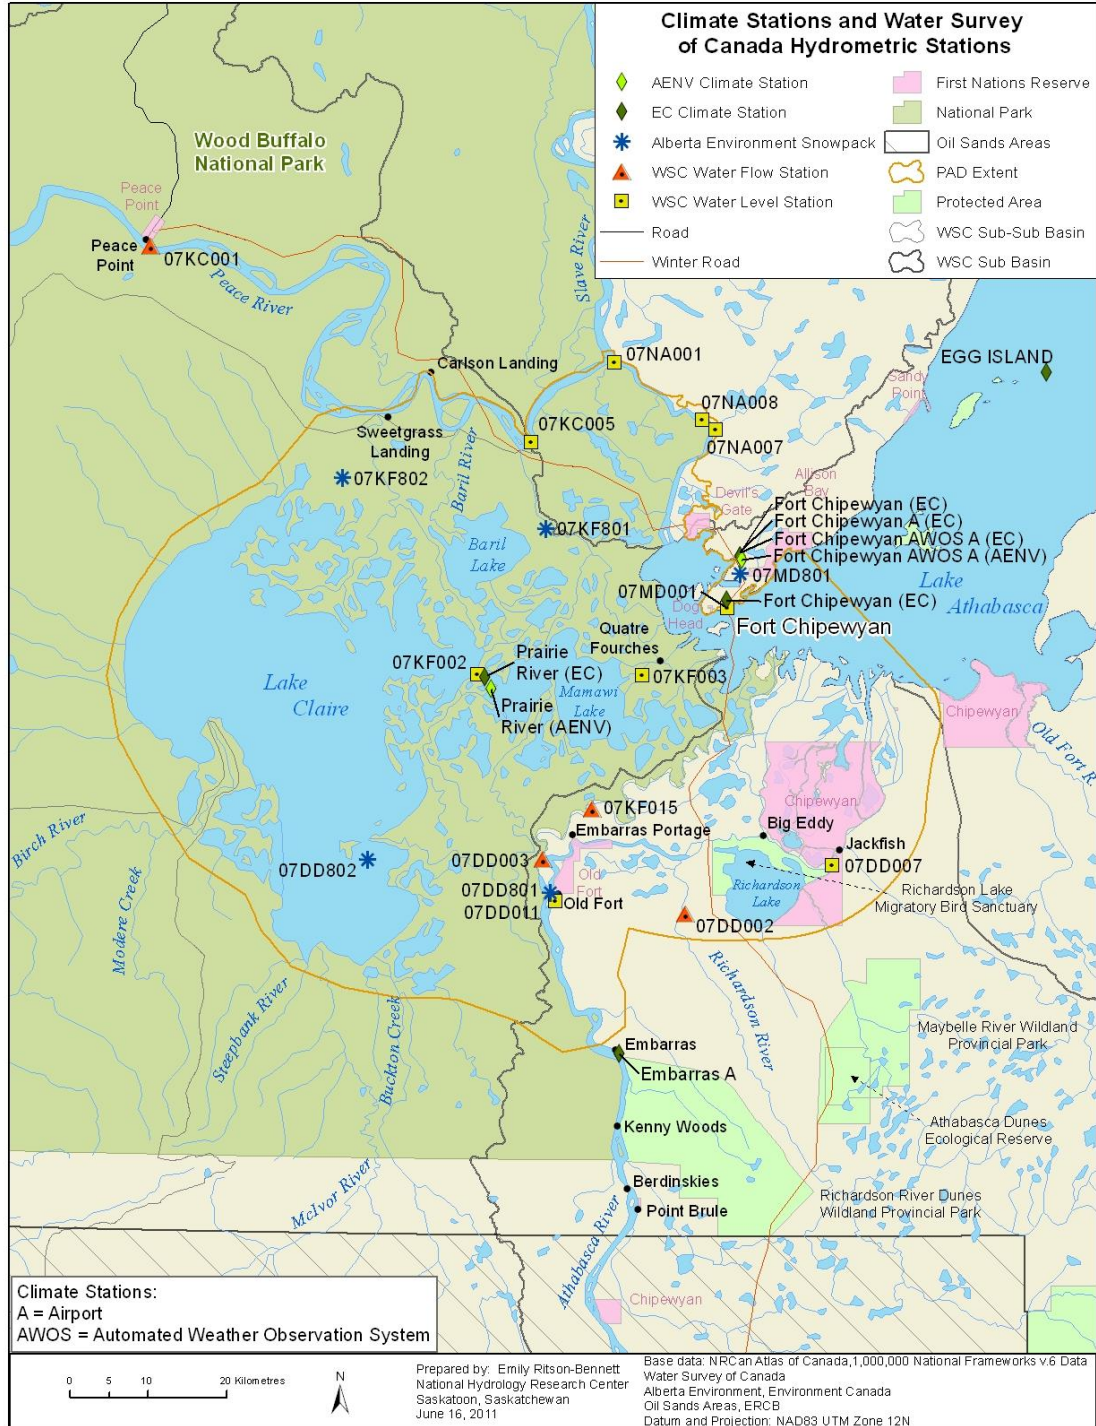 Climate Stations and Water Survey
of Canada Hydrometric Stations
AENV Climate Station
EC Climate Station
Alberta Environment Snowpack
WSC Water Flow Station
WSC Water Level Station
Road
Winter Road
First Nations Reserve
National Park
Oil Sands Areas
PAD Extent
Protected Area
WSC Sub-Sub Basin
WSC Sub Basin
Wood Buffalo
National Park
Peace
Point
Peace
Point
07KC001
Peace River
Slave River
Carlson Landing
07NA001
EGG ISLAND
Sandy
Point
07NA008
07KC005
07NA007
Sweetgrass
Landing
Baril River
07KF802
Allison
Bay
Devil's
Gate
Fort Chipewyan (EC)
Fort Chipewyan A (EC)
Fort Chipewyan AWOS A (EC)
Fort Chipewyan AWOS A (AENV)
07KF801
Baril
Lake
07MD801
Lake
Athabasca
07MD001
Fort Chipewyan (EC)
Dog
Head
Fort Chipewyan
Quatre
Fourches
07KF002
Prairie
River (EC)
07KF003
Mamawi
Lake
Lake
Claire
Prairie
River (AENV)
Chipewyan
Old Fort R.
Chipewyan
07KF015
Embarras Portage
Big Eddy
Jackfish
Birch River
07DD003
07DD802
07DD007
Old
Fort
07DD801
07DD011
Old Fort
Richardson
Lake
Richardson Lake
Migratory Bird Sanctuary
07DD002
Modere Creek
Steepbank River
Buckton Creek
Richardson River
Maybelle River Wildland
Provincial Park
Embarras
Embarras A
Kenny Woods
Athabasca Dunes
Ecological Reserve
McIvor River
Berdinskies
Point Brule
Richardson River Dunes
Wildland Provincial Park
Athabasca River
Chipewyan
Climate Stations:
A = Airport
AWOS = Automated Weather Observation System
0 5 10 20 Kilometres
N
Prepared by: Emily Ritson-Bennett
National Hydrology Research Center
Saskatoon, Saskatchewan
June 16, 2011
Base data: NRCan Atlas of Canada,1,000,000 National Frameworks v.6 Data
Water Survey of Canada
Alberta Environment, Environment Canada
Oil Sands Areas, ERCB
Datum and Projection: NAD83 UTM Zone 12N